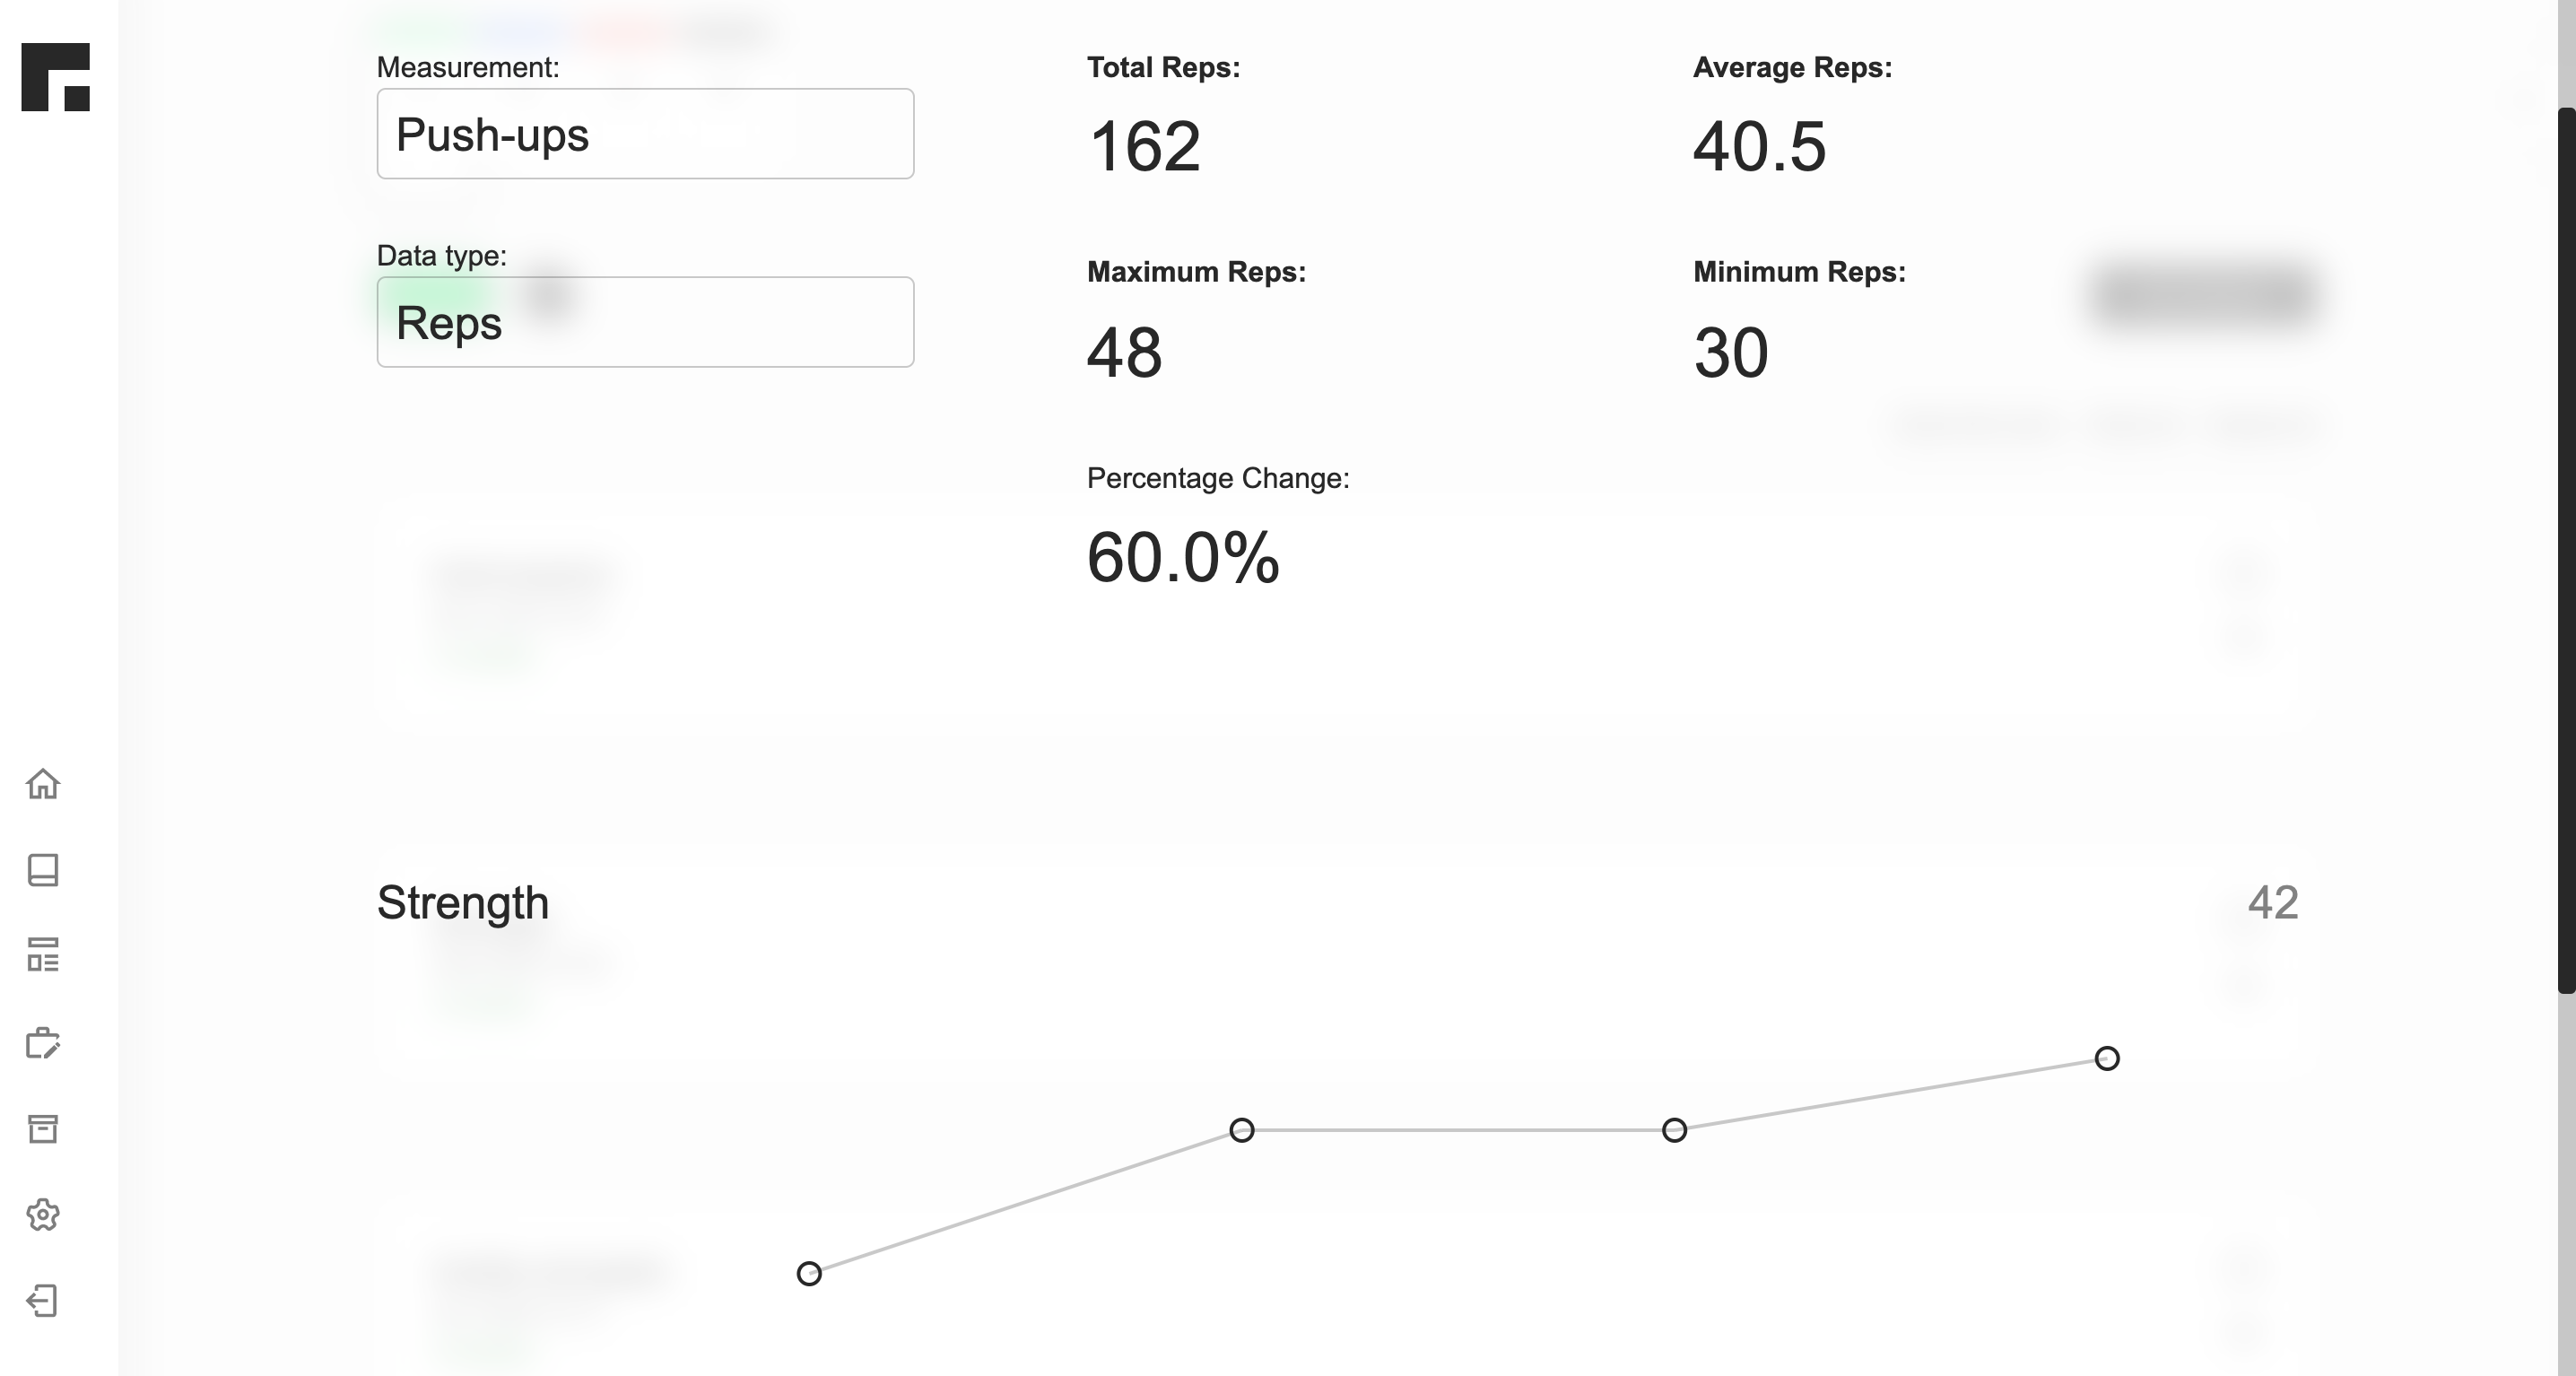 Measurement:
Push-ups
Data type:
Reps
Total Reps:
162
Average Reps:
40.5
Maximum Reps:
48
Minimum Reps:
30
Percentage Change:
60.0%
Strength
42